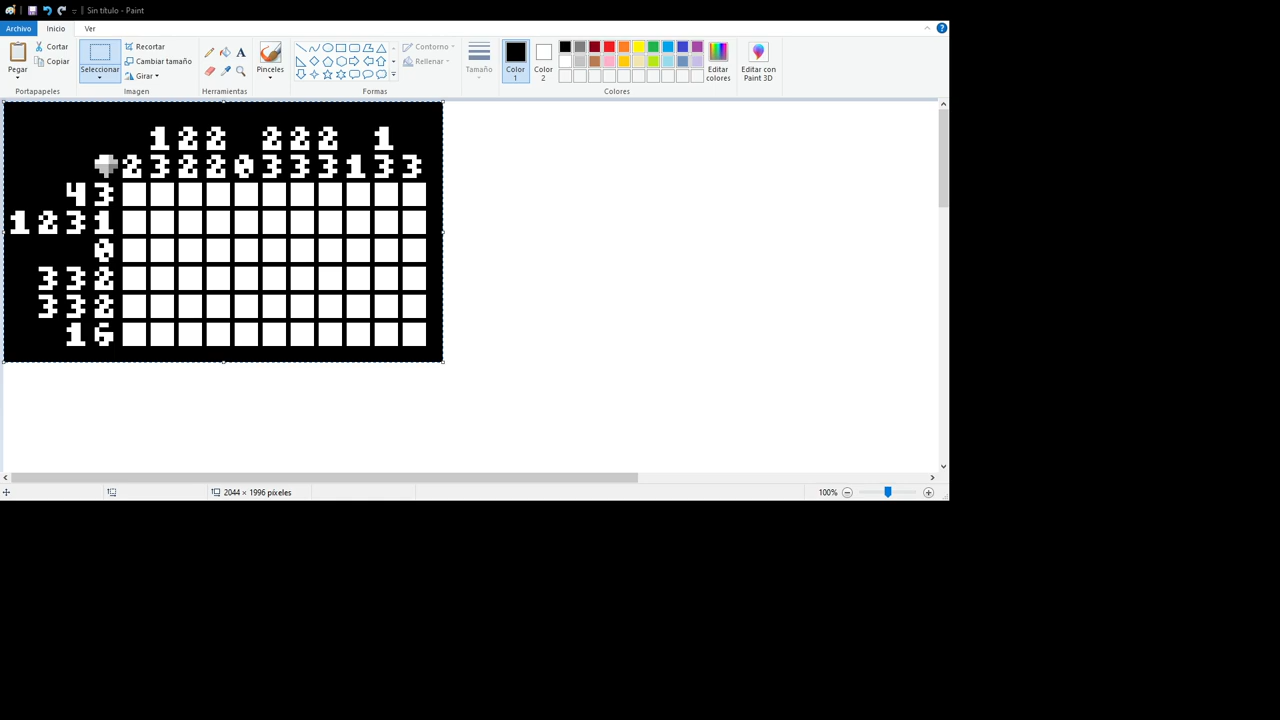 Sin título - Paint
Archivo Inicio Ver
Pegar
Cortar
Copiar
Portapapeles
Seleccionar
Recortar
Cambiar tamaño
Girar
Imagen
Herramientas
Pinceles
Contorno
Rellenar
Formas
Tamaño
Color 1
Color 2
Editar colores
Editar con Paint 3D
Colores
1 2 2 2 2 2 1
2 3 2 2 0 3 3 3 1 3 3
4 3
1 2 3 1
0
3 3 2
3 3 2
1 6
2044 × 1996 píxeles
100%